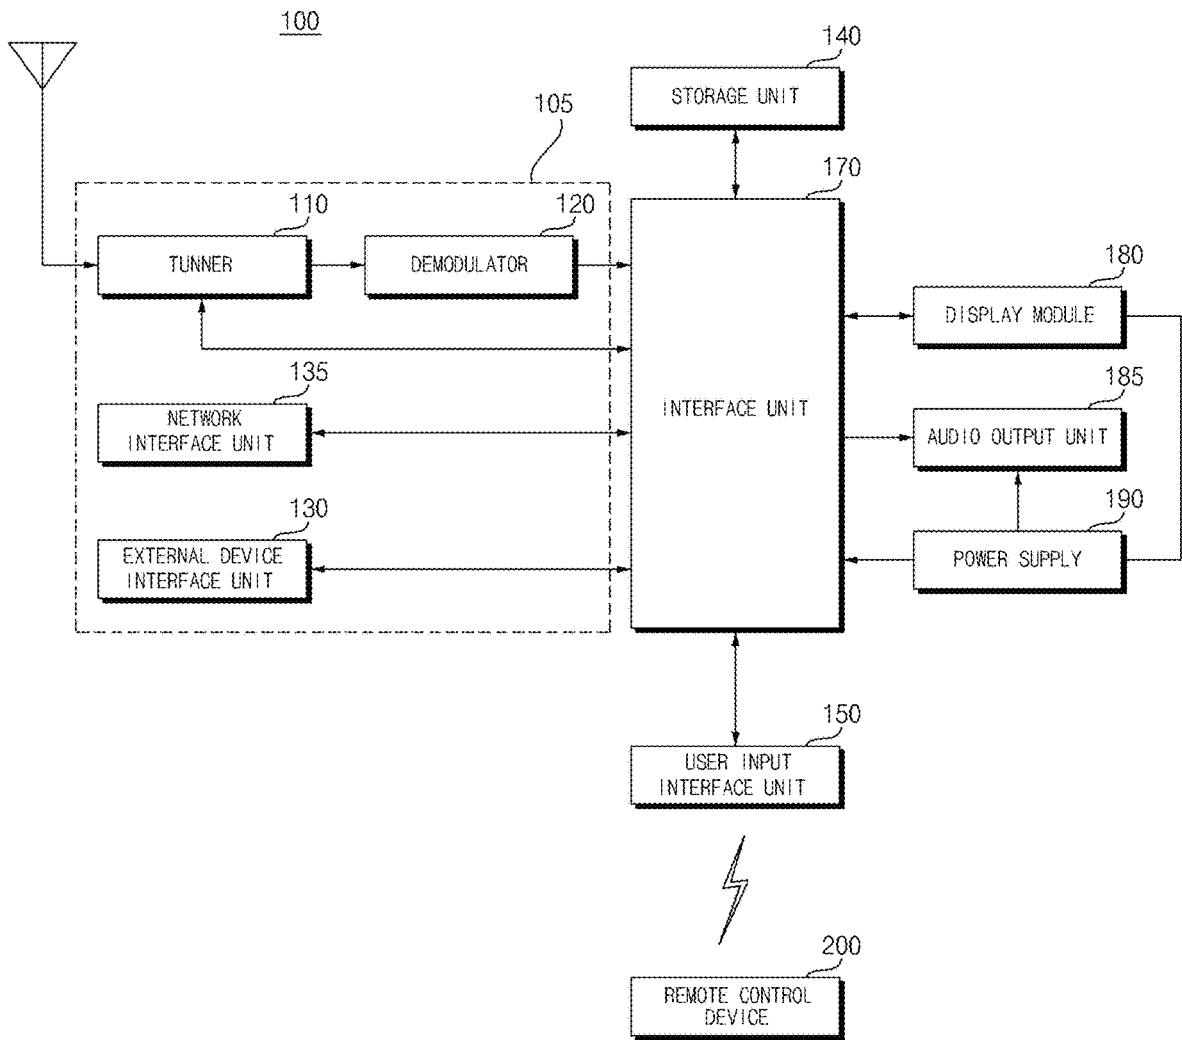 100
140
STORAGE UNIT
105
170
110
120
TUNNER
DEMODULATOR
180
DISPLAY MODULE
135
NETWORK
INTERFACE UNIT
INTERFACE UNIT
185
AUDIO OUTPUT UNIT
130
EXTERNAL DEVICE
INTERFACE UNIT
190
POWER SUPPLY
150
USER INPUT
INTERFACE UNIT
200
REMOTE CONTROL
DEVICE